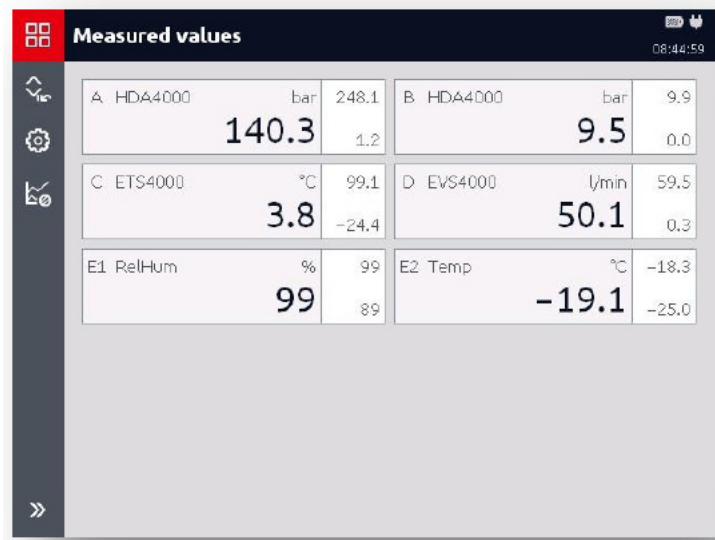 Measured values
08:44:59
A HDA4000 bar 248.1
140.3 1.2
B HDA4000 bar 9.9
9.5 0.0
C ETS4000 °C 99.1
3.8 -24.4
D EVS4000 l/min 59.5
50.1 0.3
E1 RelHum % 99
99 89
E2 Temp °C -18.3
-19.1 -25.0